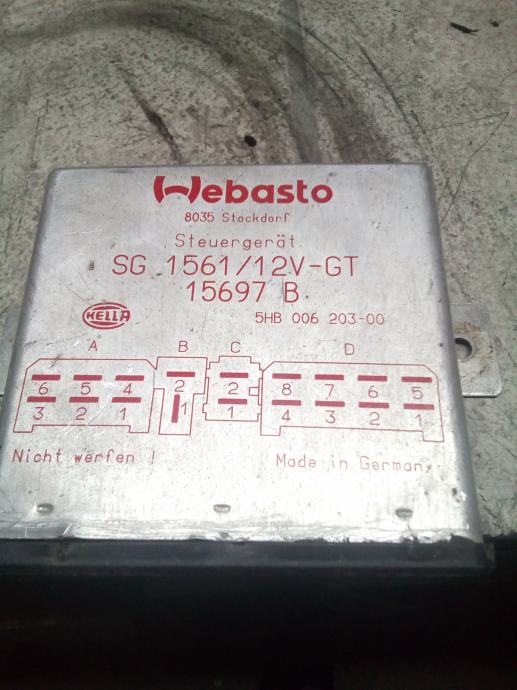 Webasto
8035 Stockdorf
Steuergerät
SG 1561/12V-GT
15697 B
HELLA
5HB 006 203-00
A B C D
6 5 4 2 2 8 7 6 5
3 2 1 1 1 4 3 2 1
Nicht werfen !
Made in Germany